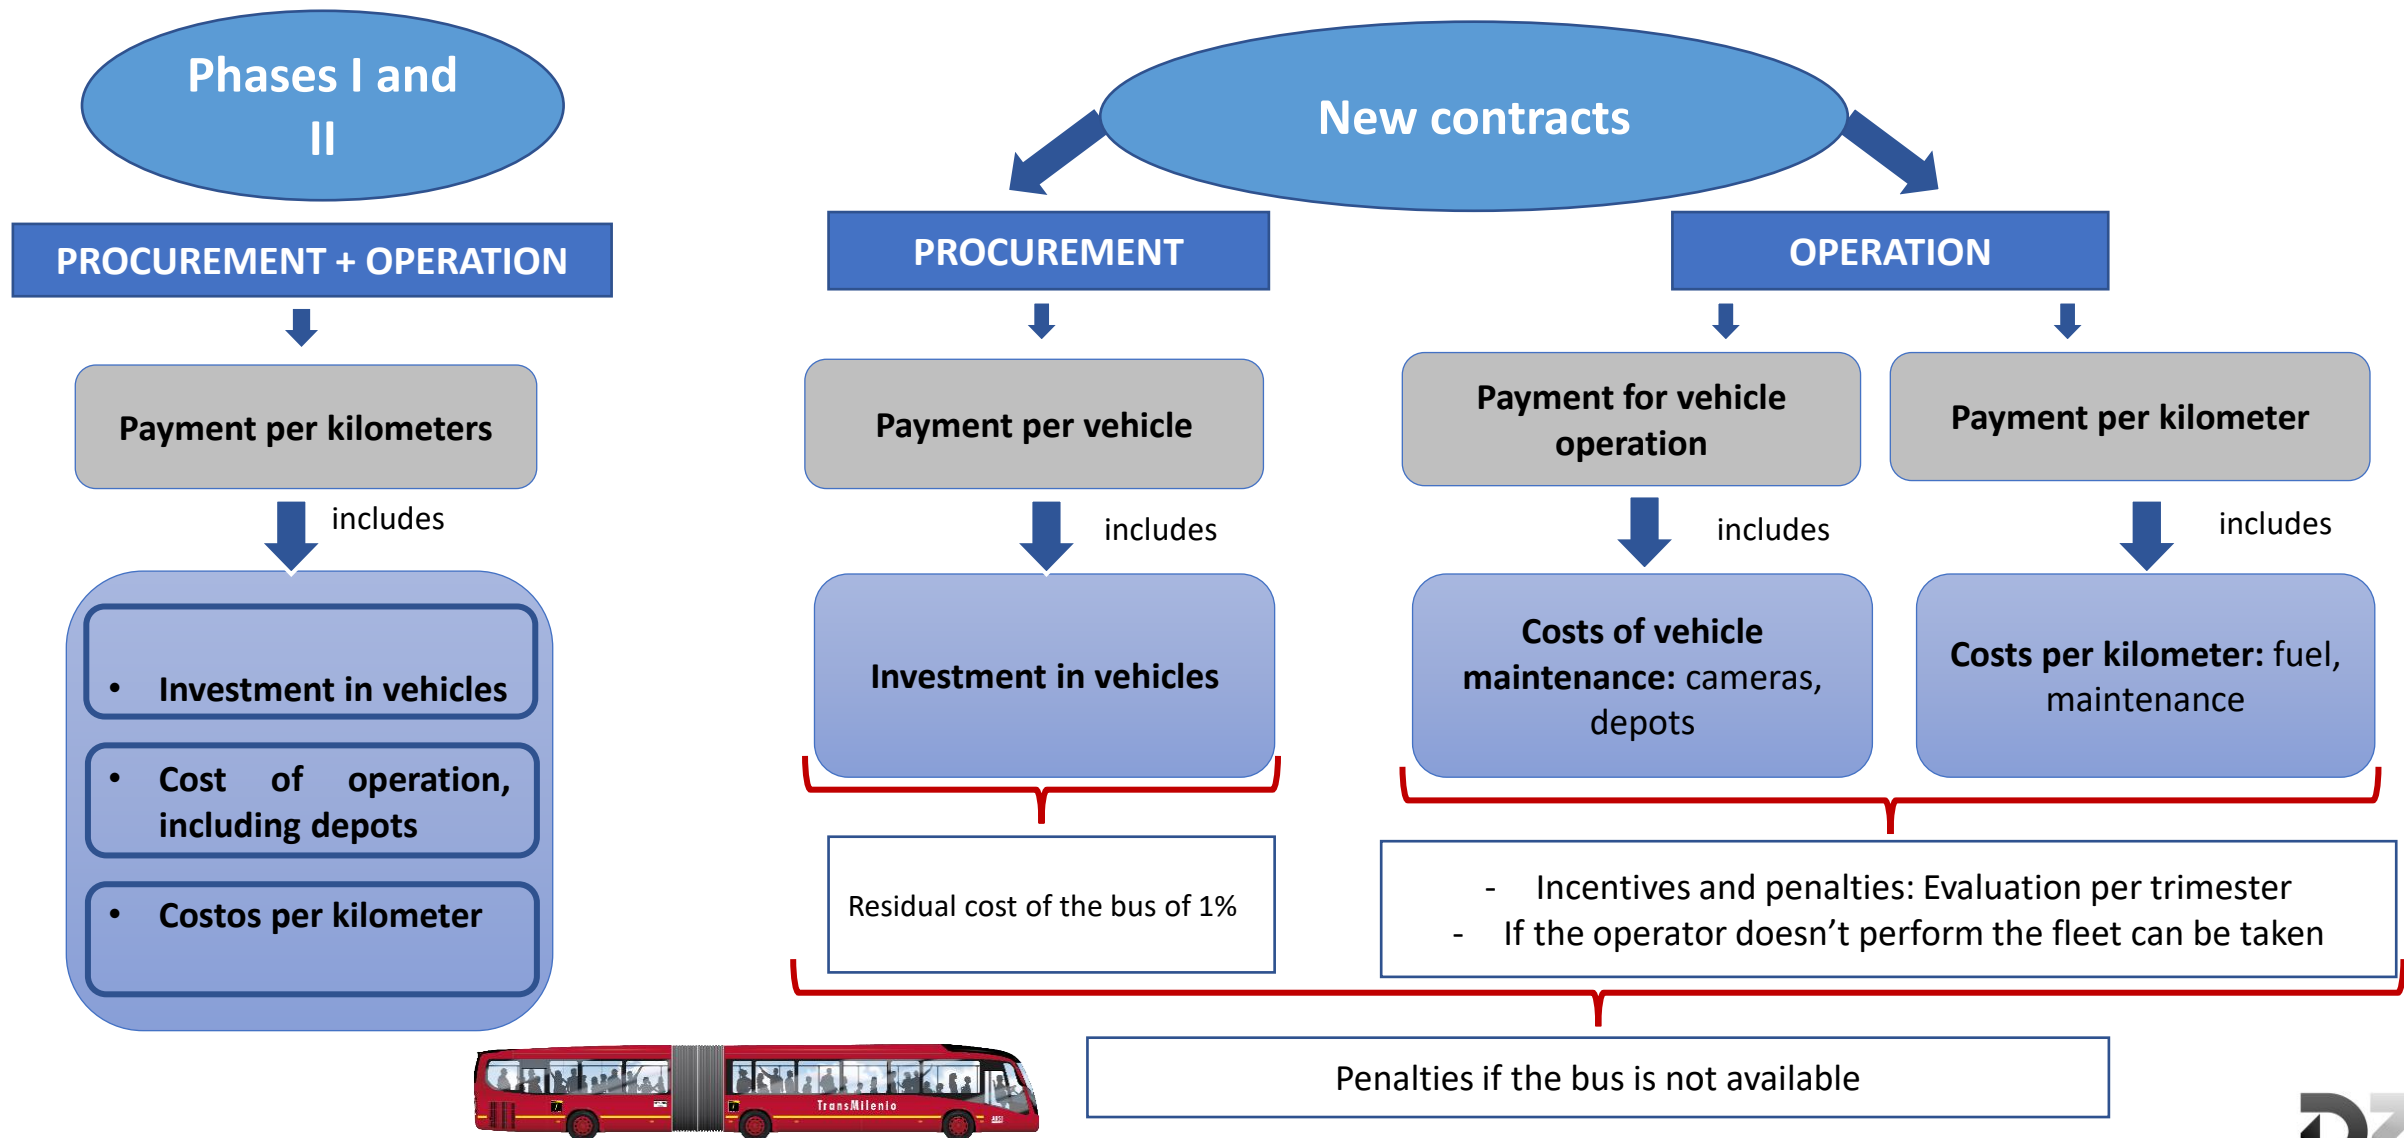 Phases I and
II
PROCUREMENT + OPERATION
Payment per kilometers
includes
• Investment in vehicles
• Cost of operation,
including depots
• Costos per kilometer
New contracts
PROCUREMENT
Payment per vehicle
includes
Investment in vehicles
Residual cost of the bus of 1%
OPERATION
Payment for vehicle
operation
includes
Costs of vehicle
maintenance: cameras,
depots
Payment per kilometer
includes
Costs per kilometer: fuel,
maintenance
- Incentives and penalties: Evaluation per trimester
- If the operator doesn’t perform the fleet can be taken
Penalties if the bus is not available
TransMilenio